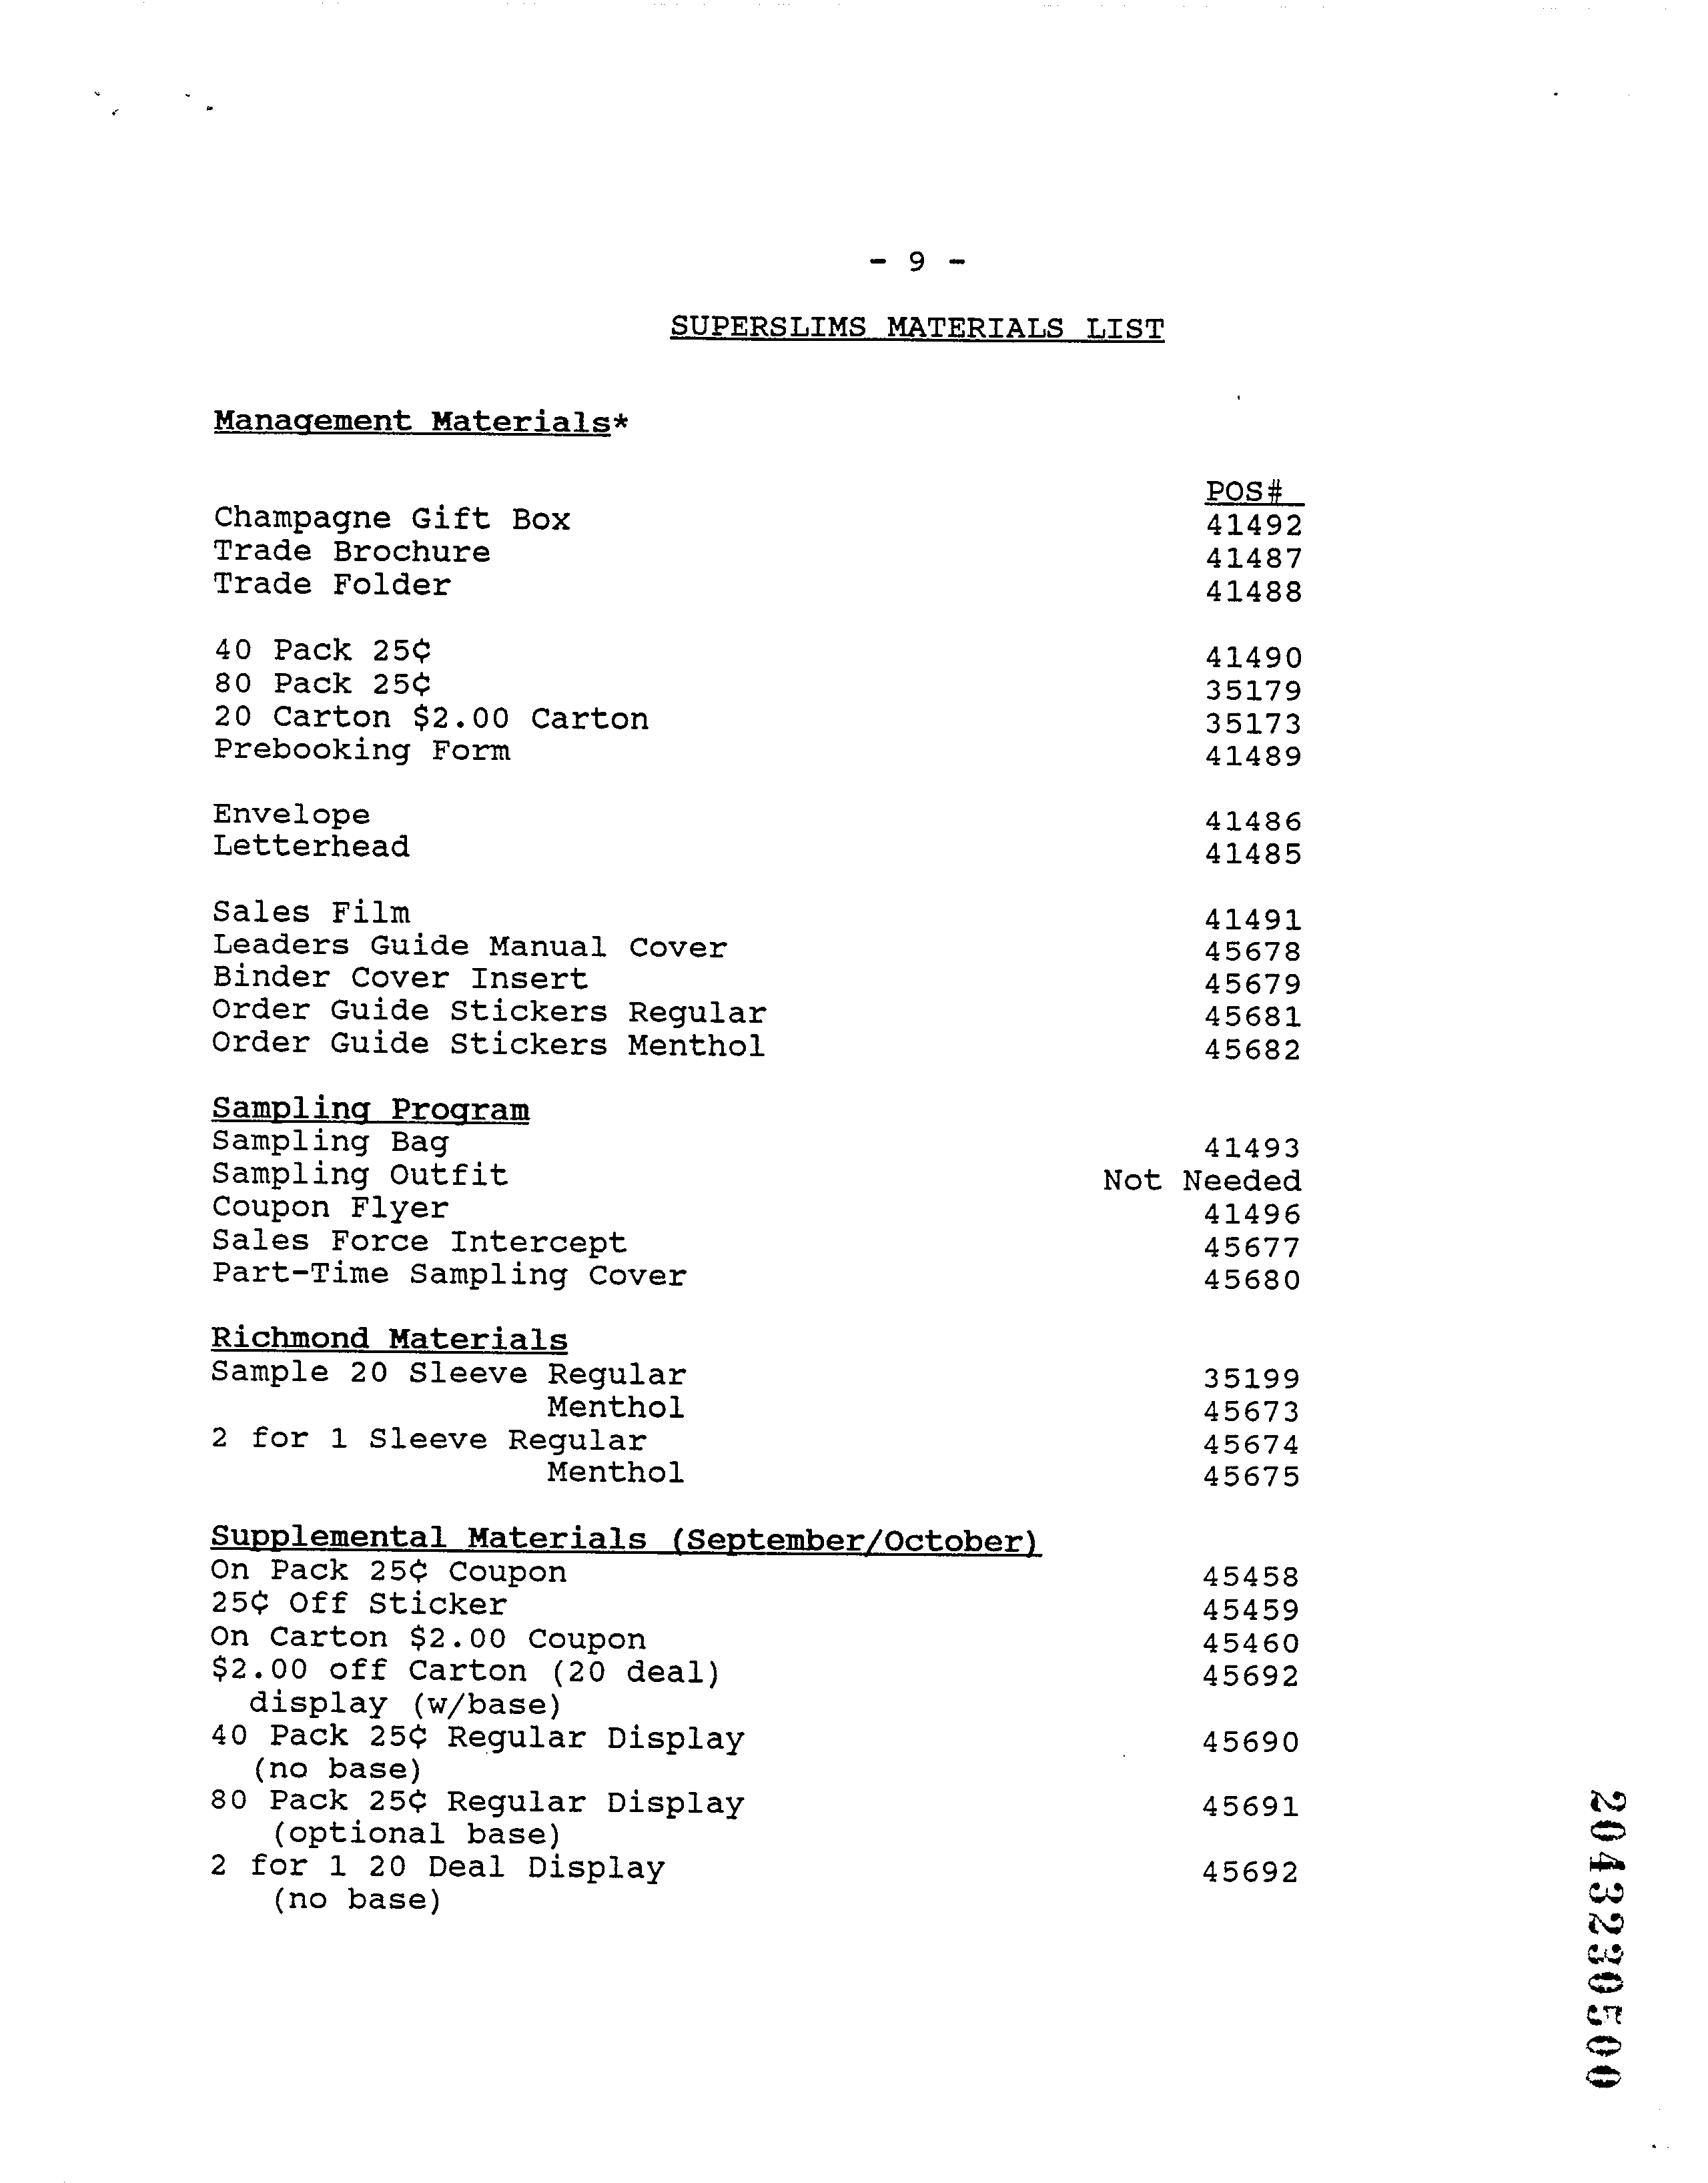 - 9 -
SUPERSLIMS MATERIALS LIST
Management Materials*
POS#
Champagne Gift Box 41492
Trade Brochure 41487
Trade Folder 41488
40 Pack 25¢ 41490
80 Pack 25¢ 35179
20 Carton $2.00 Carton 35173
Prebooking Form 41489
Envelope 41486
Letterhead 41485
Sales Film 41491
Leaders Guide Manual Cover 45678
Binder Cover Insert 45679
Order Guide Stickers Regular 45681
Order Guide Stickers Menthol 45682
Sampling Program
Sampling Bag 41493
Sampling Outfit Not Needed
Coupon Flyer 41496
Sales Force Intercept 45677
Part-Time Sampling Cover 45680
Richmond Materials
Sample 20 Sleeve Regular 35199
Menthol 45673
2 for 1 Sleeve Regular 45674
Menthol 45675
Supplemental Materials (September/October)
On Pack 25¢ Coupon 45458
25¢ Off Sticker 45459
On Carton $2.00 Coupon 45460
$2.00 off Carton (20 deal) 45692
display (w/base)
40 Pack 25¢ Regular Display 45690
(no base)
80 Pack 25¢ Regular Display 45691
(optional base)
2 for 1 20 Deal Display 45692
(no base)
2043230500